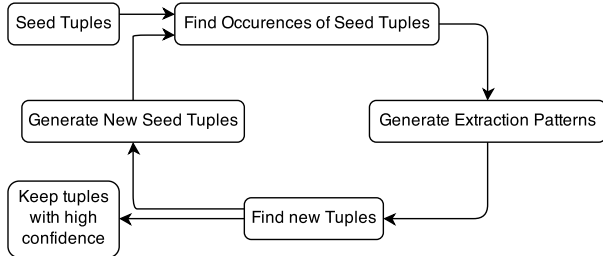 Seed Tuples
Find Occurences of Seed Tuples
Generate New Seed Tuples
Generate Extraction Patterns
Keep tuples
with high
confidence
Find new Tuples